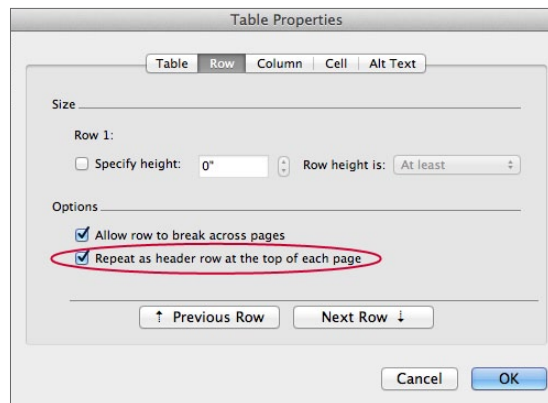 Table Properties
Table Row Column Cell Alt Text
Size
Row 1:
Specify height: 0" Row height is: At least
Options
Allow row to break across pages
Repeat as header row at the top of each page
↑ Previous Row Next Row ↓
Cancel OK